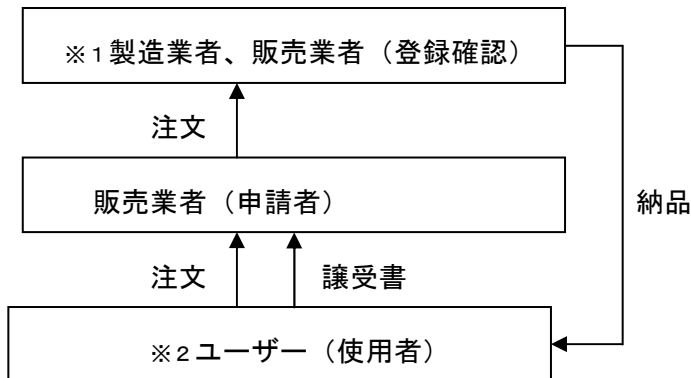 ※1製造業者、販売業者（登録確認）
注文
販売業者（申請者）
納品
注文
譲受書
※2ユーザー（使用者）